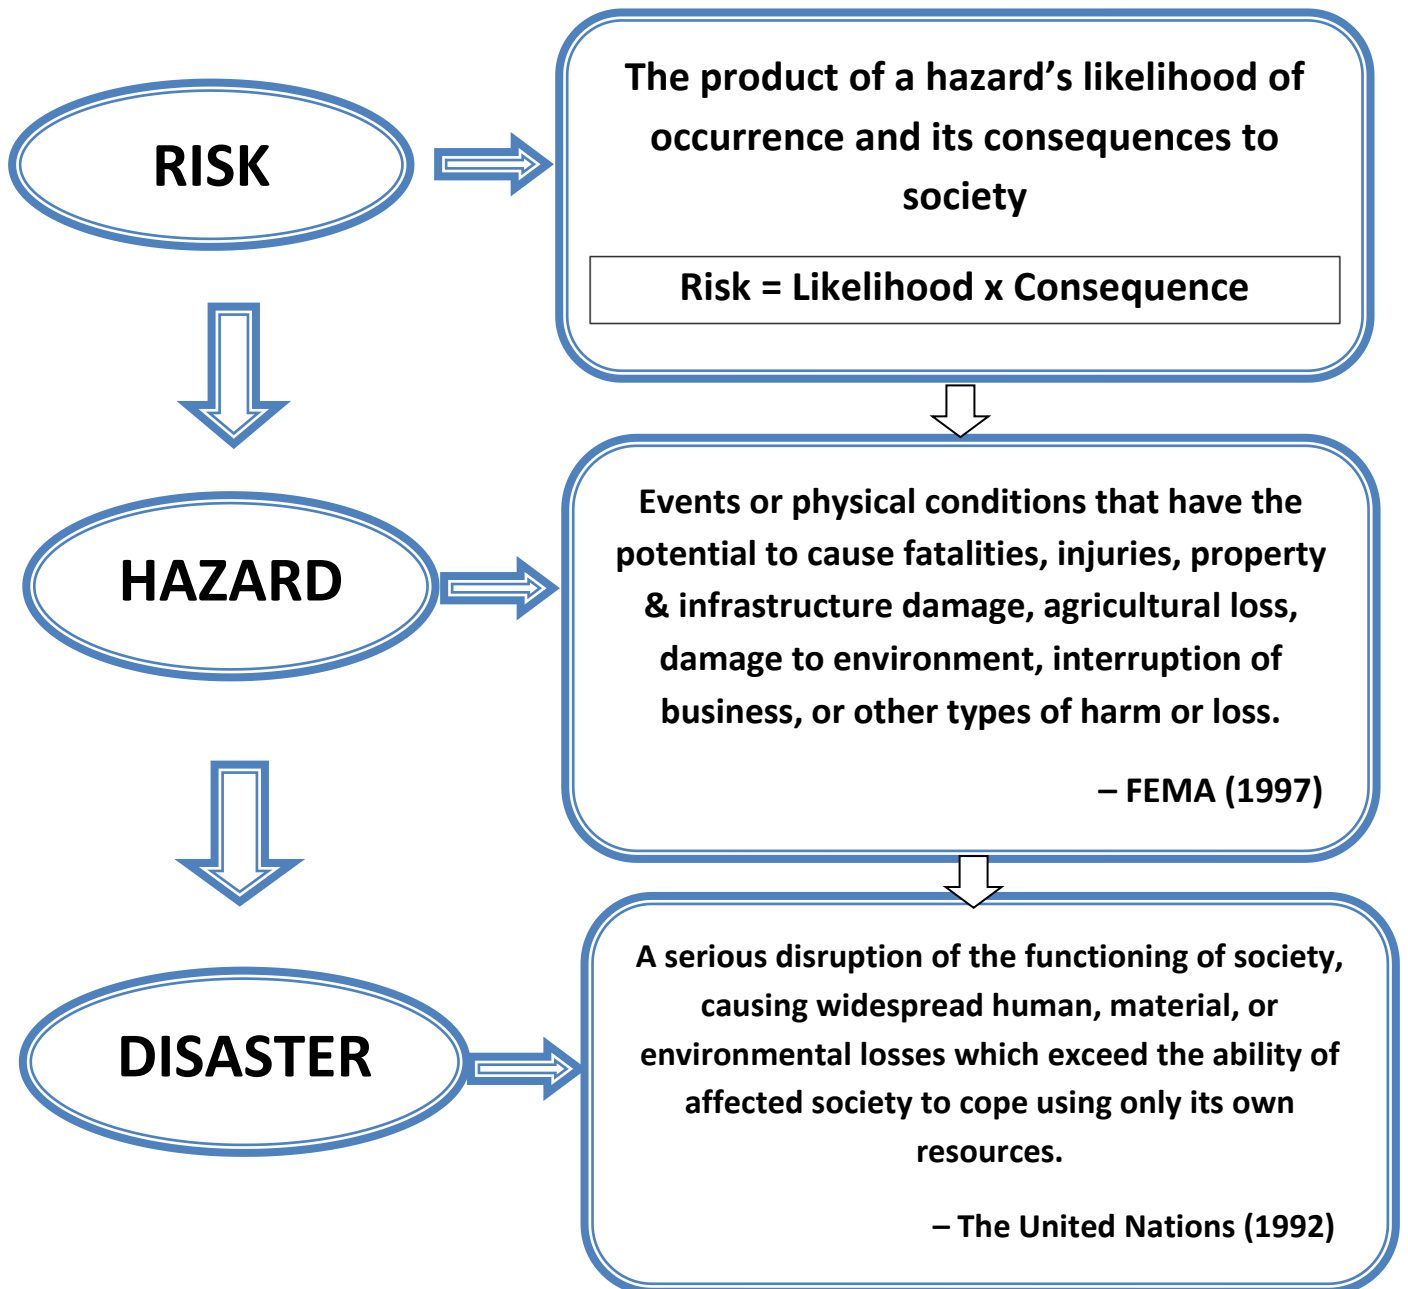 RISK
The product of a hazard’s likelihood of
occurrence and its consequences to
society
Risk = Likelihood x Consequence
HAZARD
Events or physical conditions that have the
potential to cause fatalities, injuries, property
& infrastructure damage, agricultural loss,
damage to environment, interruption of
business, or other types of harm or loss.
– FEMA (1997)
DISASTER
A serious disruption of the functioning of society,
causing widespread human, material, or
environmental losses which exceed the ability of
affected society to cope using only its own
resources.
– The United Nations (1992)